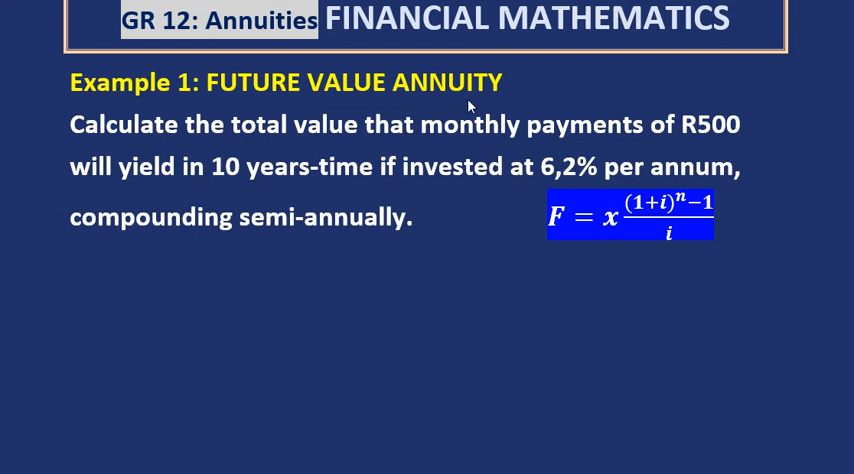 GR 12: Annuities FINANCIAL MATHEMATICS
Example 1: FUTURE VALUE ANNUITY
Calculate the total value that monthly payments of R500
will yield in 10 years-time if invested at 6,2% per annum,
compounding semi-annually. F = x \frac{(1+i)^n−1}{i}